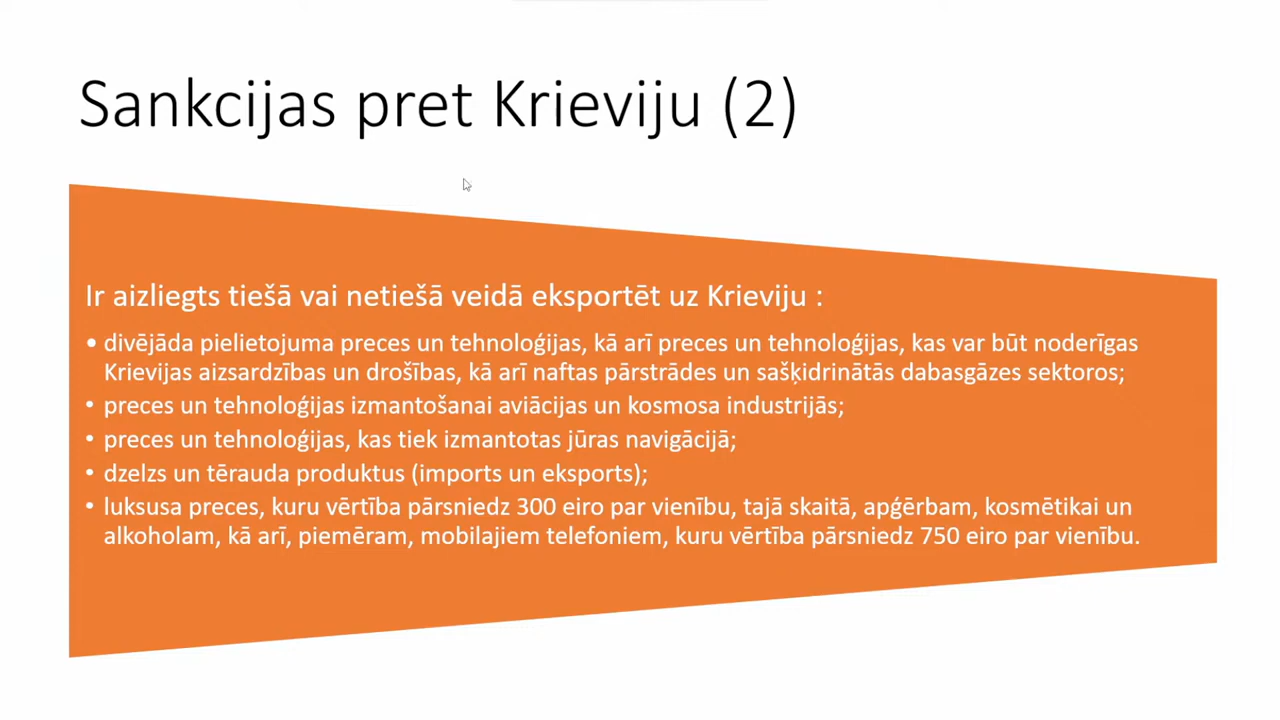 Sankcijas pret Krieviju (2)
Ir aizliegts tiešā vai netiešā veidā eksportēt uz Krieviju :
• divējāda pielietojuma preces un tehnoloģijas, kā arī preces un tehnoloģijas, kas var būt noderīgas
Krievijas aizsardzības un drošības, kā arī naftas pārstrādes un sašķidrinātās dabasgāzes sektoros;
• preces un tehnoloģijas izmantošanai aviācijas un kosmosa industrijās;
• preces un tehnoloģijas, kas tiek izmantotas jūras navigācijā;
• dzelzs un tērauda produktus (imports un eksports);
• luksusa preces, kuru vērtība pārsniedz 300 eiro par vienību, tajā skaitā, apģērbam, kosmētikai un
alkoholam, kā arī, piemēram, mobilajiem telefoniem, kuru vērtība pārsniedz 750 eiro par vienību.